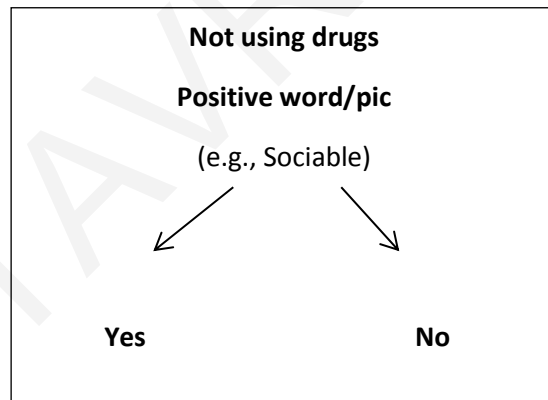 Not using drugs
Positive word/pic
(e.g., Sociable)
Yes No